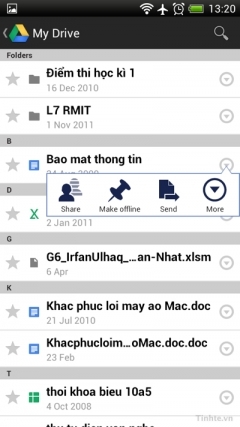 13:20
My Drive
Folders
Điểm thi học kì 1
16 Dec 2010
L7 RMIT
1 Nov 2011
B
Bao mat thong tin
24 Aug 2009
Share
Make offline
Send
More
D
2 Jan 2011
G
G6_IrfanUlhaq_...an-Nhat.xlsm
6 Apr
K
Khac phuc loi may ao Mac.doc
21 Jul 2010
Khacphucloim...oMac.doc
23 Feb
T
thoi khoa bieu 10a5
4 Oct 2008
Tinhte.vn